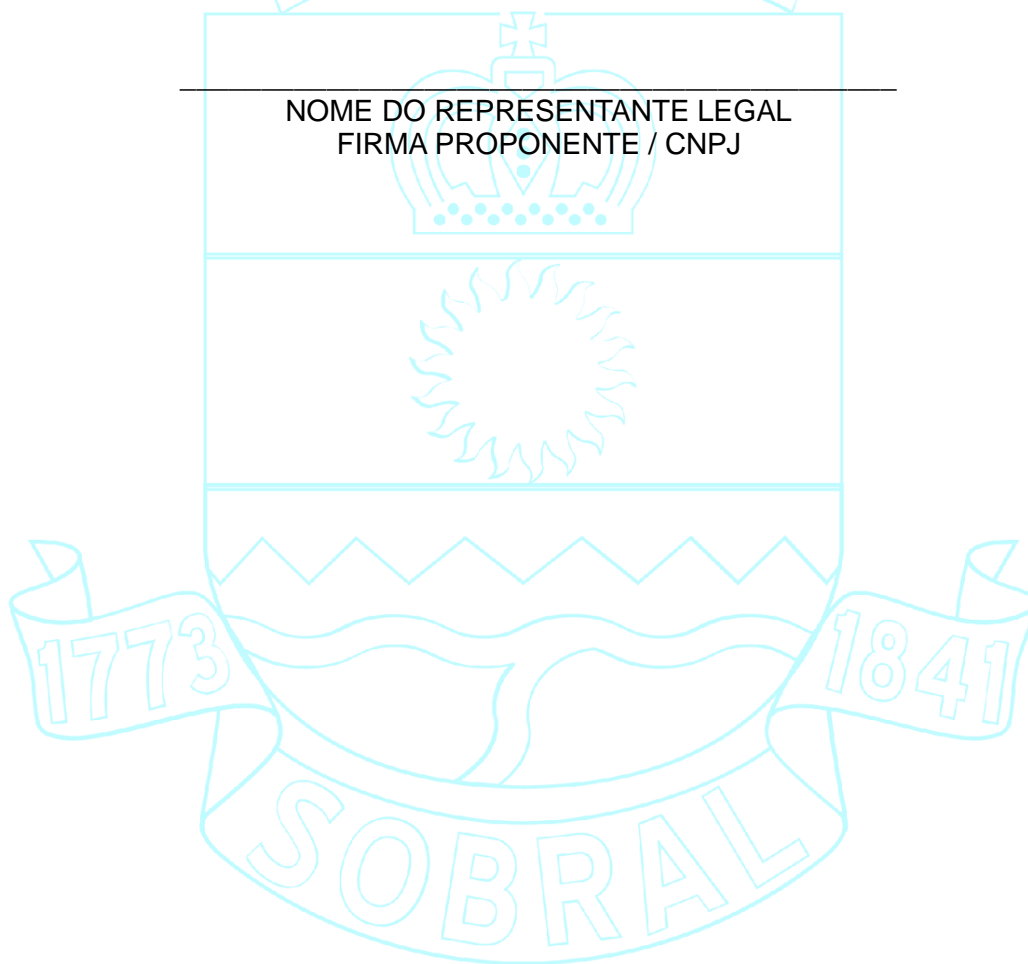 NOME DO REPRESENTANTE LEGAL
FIRMA PROPONENTE / CNPJ
1773
1841
SOBRAL